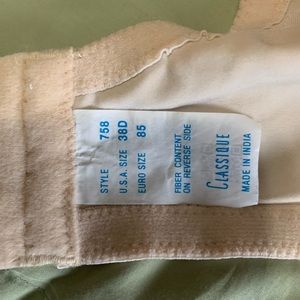 STYLE 758
U.S.A. SIZE 38D
EURO SIZE 85
FIBER CONTENT
ON REVERSE SIDE
CLASSIQUE
MADE IN INDIA